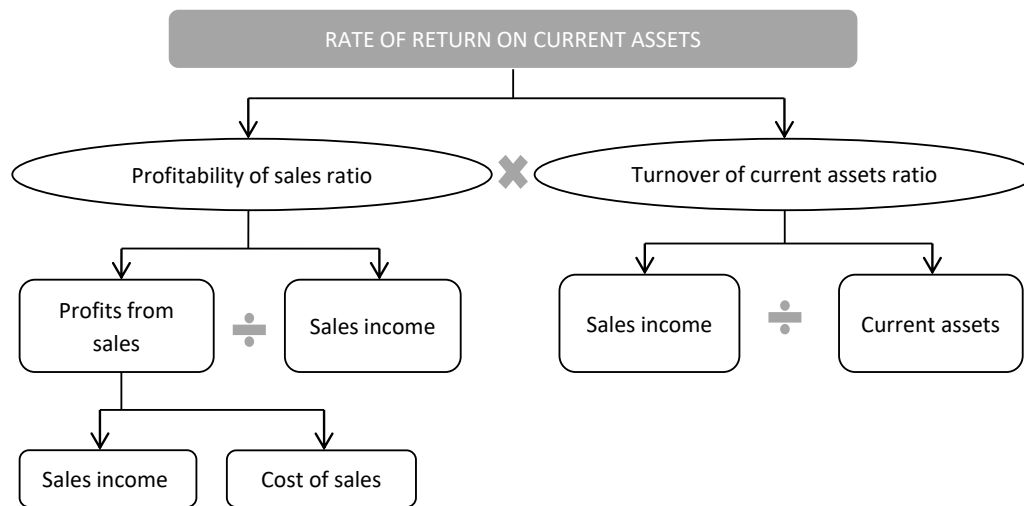 RATE OF RETURN ON CURRENT ASSETS
Profitability of sales ratio
Turnover of current assets ratio
Profits from
sales
Sales income
Sales income
Current assets
Sales income
Cost of sales